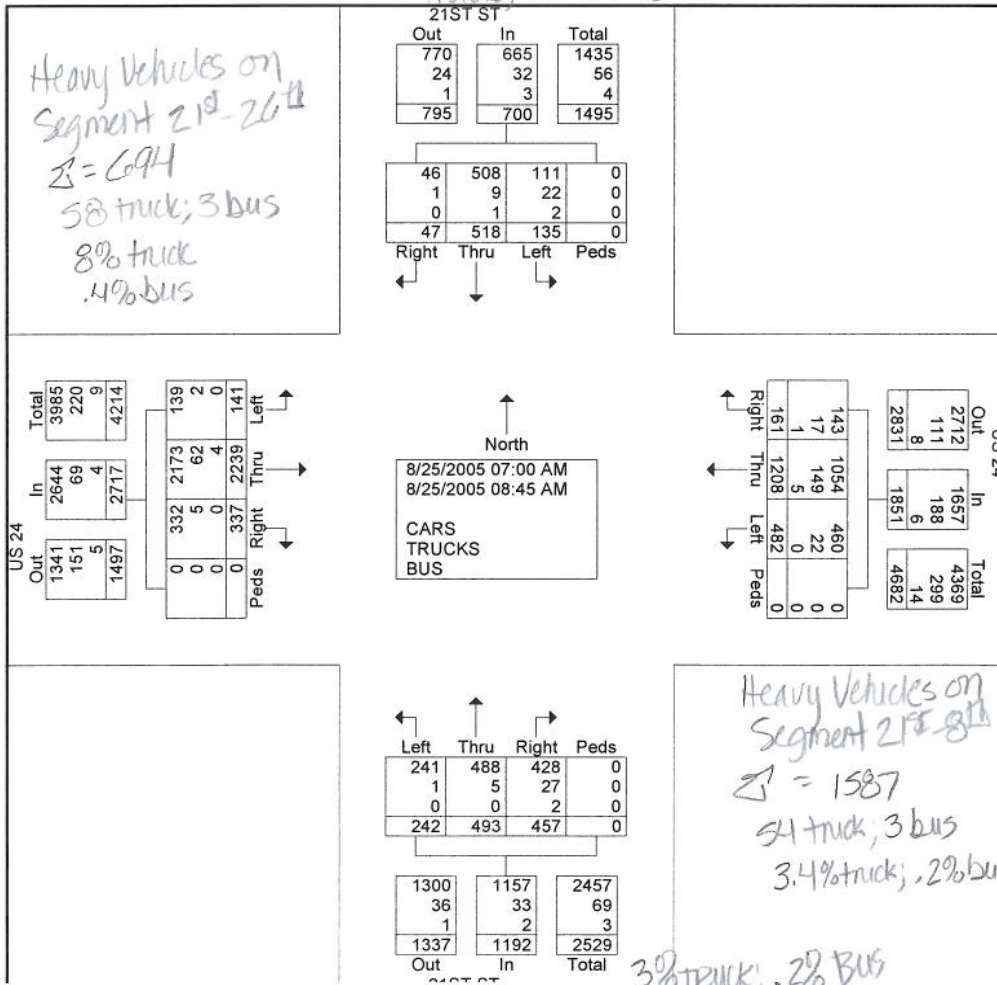 21ST ST
Out In Total
770 665 1435
24 32 56
1 3 4
795 700 1495
46 508 111 0
1 9 22 0
0 1 2 0
47 518 135 0
Right Thru Left Peds
Heavy Vehicles on
Segment 21st-26th
Σ = 694
58 truck; 3 bus
8% truck
.4% bus
US 24
Total
3985
220
9
4214
In
2644
69
4
2717
Out
1341
151
5
1497
139
2
0
141
Left
2173
62
4
2239
Thru
332
5
0
337
Right
0
0
0
0
Peds
North
8/25/2005 07:00 AM
8/25/2005 08:45 AM
CARS
TRUCKS
BUS
Right
143
17
1
161
Thru
1054
149
5
1208
Left
460
22
0
482
Peds
0
0
0
0
US 24
Out
2712
111
8
2831
In
1657
188
6
1851
Total
4369
299
14
4682
Left Thru Right Peds
241 488 428 0
1 5 27 0
0 0 2 0
242 493 457 0
1300 1157 2457
36 33 69
1 2 3
1337 1192 2529
Out In Total
21ST ST
Heavy Vehicles on
Segment 21st-8th
Σ = 1587
54 truck; 3 bus
3.4% truck; .2% bu
3% truck; .2% Bus